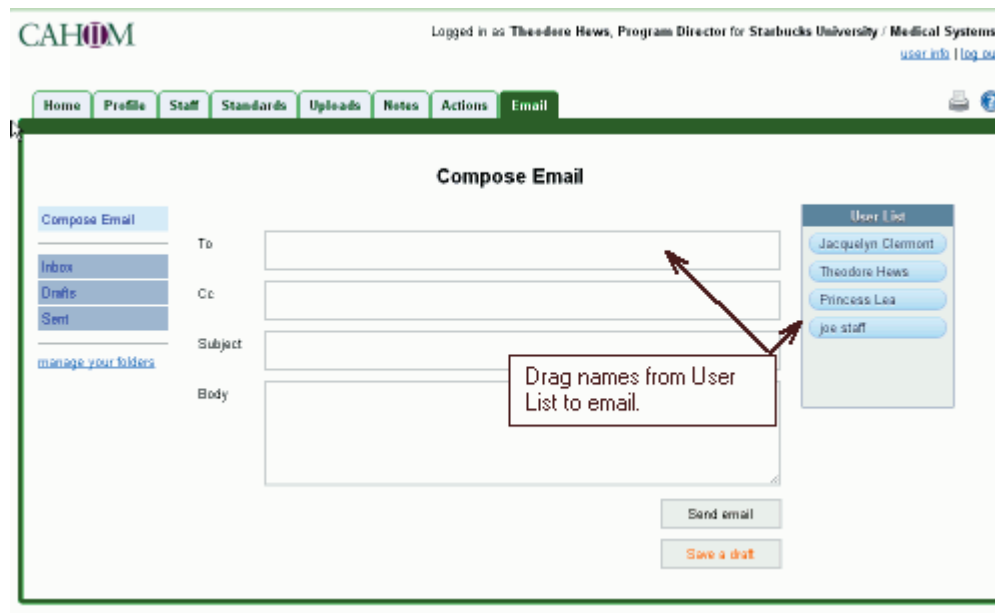 CAHIIM
Logged in as Theodore Hews, Program Director for Starbucks University / Medical Systems
user info | log ou
Home Profile Staff Standards Uploads Notes Actions Email
Compose Email
Compose Email
Inbox
Drafts
Sent
manage your folders
To
Cc
Subject
Body
User List
Jacquelyn Clermont
Theodore Hews
Princess Lea
joe staff
Drag names from User
List to email.
Send email
Save a draft